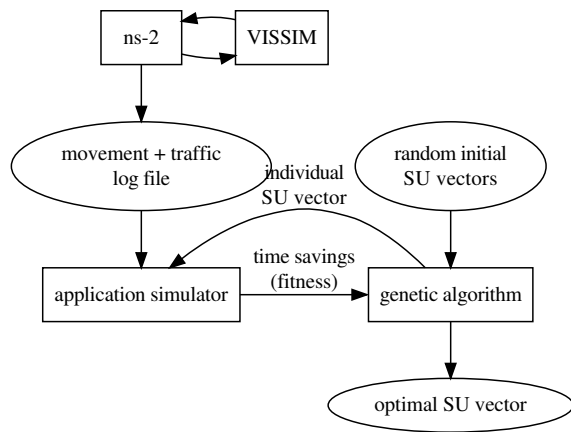 ns-2
VISSIM
movement + traffic
log file
random initial
SU vectors
individual
SU vector
time savings
(fitness)
application simulator
genetic algorithm
optimal SU vector